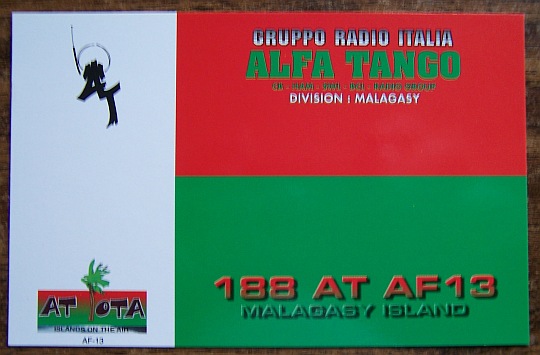 AT
GRUPPO RADIO ITALIA
ALFA TANGO
DIVISION : MALAGASY
188 AT AF13
MALAGASY ISLAND
AT IOTA
ISLANDS ON THE AIR
AF-13